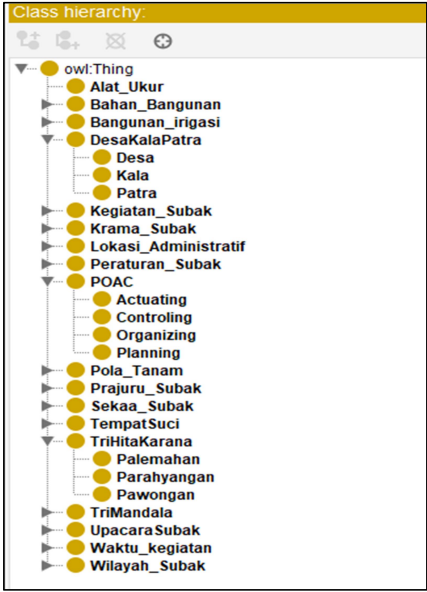 Class hierarchy:
owl:Thing
Alat_Ukur
Bahan_Bangunan
Bangunan_irigasi
DesaKalaPatra
Desa
Kala
Patra
Kegiatan_Subak
Krama_Subak
Lokasi_Administratif
Peraturan_Subak
POAC
Actuating
Controling
Organizing
Planning
Pola_Tanam
Prajuru_Subak
Sekaa_Subak
TempatSuci
TriHitaKarana
Palemahan
Parahyangan
Pawongan
TriMandala
UpacaraSubak
Waktu_kegiatan
Wilayah_Subak